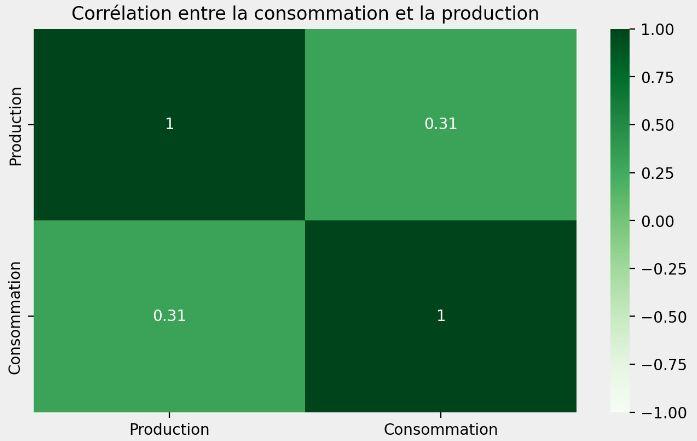 Corrélation entre la consommation et la production
Production
1
0.31
Consommation
0.31
1
Production
Consommation
1.00
0.75
0.50
0.25
0.00
−0.25
−0.50
−0.75
−1.00